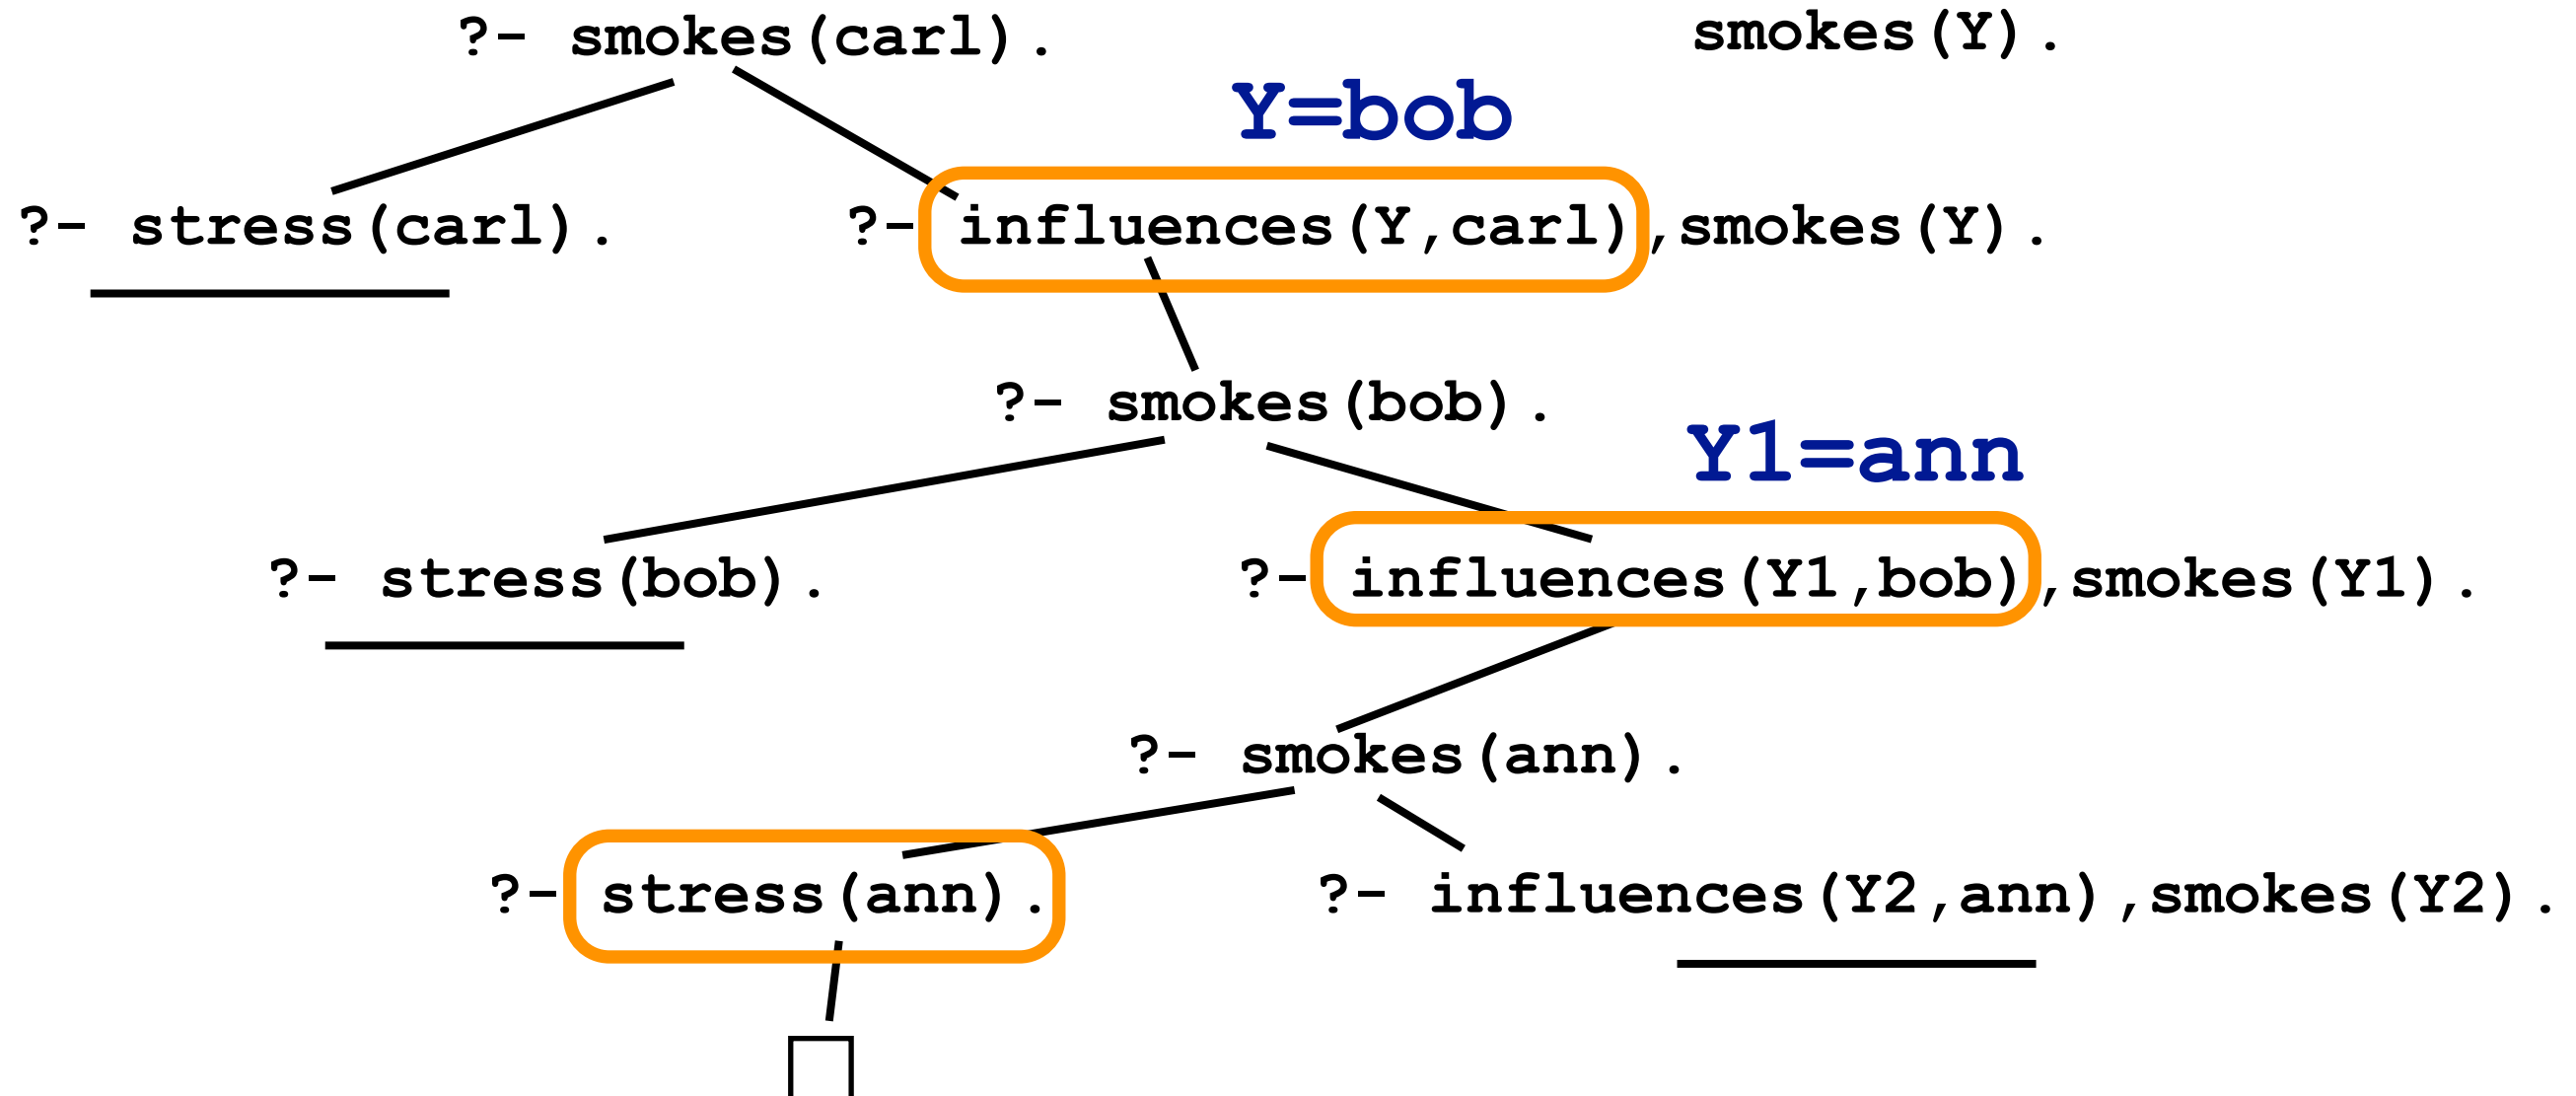 ?- smokes(carl).
smokes(Y).
Y=bob
?- stress(carl).
?- influences(Y,carl),smokes(Y).
?- smokes(bob).
Y1=ann
?- stress(bob).
?- influences(Y1,bob),smokes(Y1).
?- smokes(ann).
?- stress(ann).
?- influences(Y2,ann),smokes(Y2).